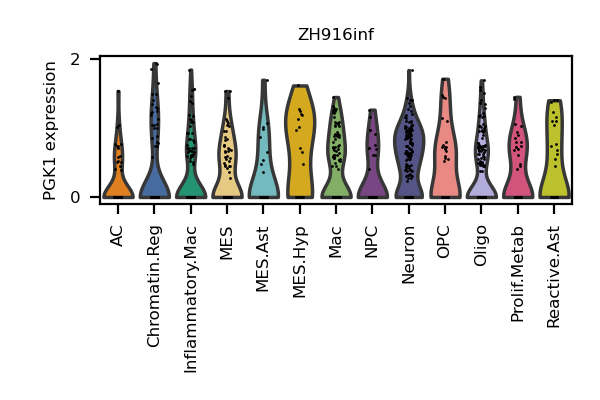 ZH916inf
PGK1 expression
2
0
AC
Chromatin.Reg
Inflammatory.Mac
MES
MES.Ast
MES.Hyp
Mac
NPC
Neuron
OPC
Oligo
Prolif.Metab
Reactive.Ast